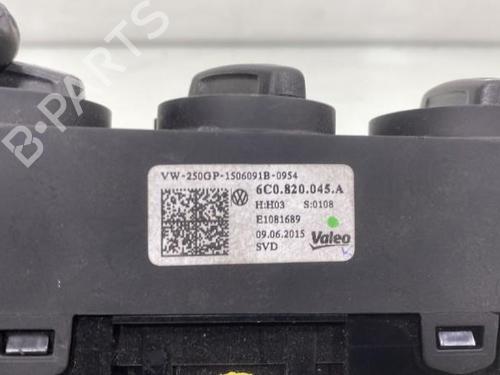 VW-250GP-1506091B-0954
6C0.820.045.A
H:H03 S:0108
E1081689
09.06.2015
SVD
Valeo
B-PARTS